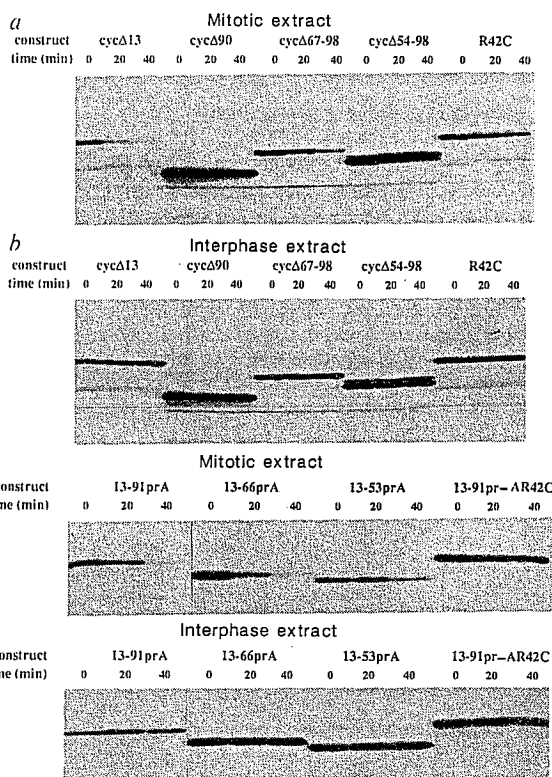 a
Mitotic extract
construct cycΔ13 cycΔ90 cycΔ67-98 cycΔ54-98 R42C
time (min) 0 20 40 0 20 40 0 20 40 0 20 40 0 20 40
b
Interphase extract
construct cycΔ13 cycΔ90 cycΔ67-98 cycΔ54-98 R42C
time (min) 0 20 40 0 20 40 0 20 40 0 20 40 0 20 40
Mitotic extract
onstruct 13-91prA 13-66prA 13-53prA 13-91pr-AR42C
me (min) 0 20 40 0 20 40 0 20 40 0 20 40
Interphase extract
onstruct 13-91prA 13-66prA 13-53prA 13-91pr-AR42C
me (min) 0 20 40 0 20 40 0 20 40 0 20 40